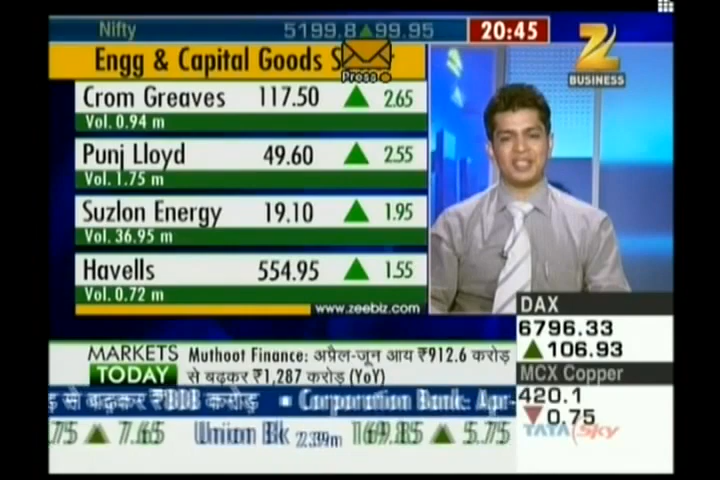 Nifty 5199.8 ▲99.95 20:45
Engg & Capital Goods S
Press
BUSINESS
Crom Greaves 117.50 ▲ 2.65
Vol. 0.94 m
Punj Lloyd 49.60 ▲ 2.55
Vol. 1.75 m
Suzlon Energy 19.10 ▲ 1.95
Vol. 36.95 m
Havells 554.95 ▲ 1.55
Vol. 0.72 m
www.zeebiz.com
DAX
6796.33
▲ 106.93
MCX Copper
420.1
▼ 0.75
TATA Sky
MARKETS TODAY
Muthoot Finance: अप्रैल-जून आय ₹912.6 करोड़
से बढ़कर ₹1,287 करोड़ (YoY)
से बढ़कर करोड़ ▪ Corporation Bank: Apr-
75 ▲ 7.65 Union Bk 169.85 ▲ 5.75